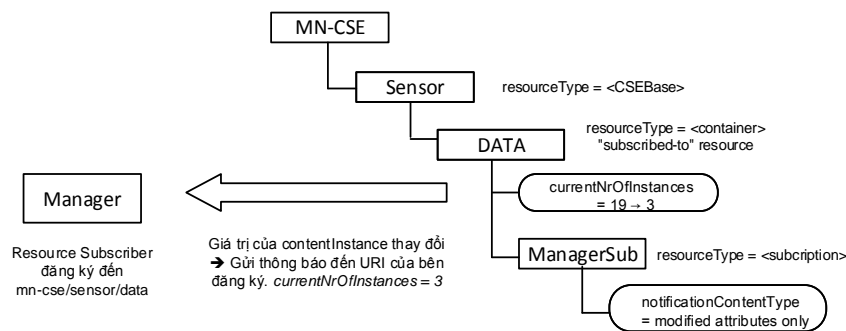 MN-CSE
Sensor
resourceType = <CSEBase>
DATA
resourceType = <container>
"subscribed-to" resource
currentNrOfInstances
= 19 → 3
Manager
Resource Subscriber
đăng ký đến
mn-cse/sensor/data
Giá trị của contentInstance thay đổi
➔ Gửi thông báo đến URI của bên
đăng ký. currentNrOfInstances = 3
ManagerSub
resourceType = <subcription>
notificationContentType
= modified attributes only